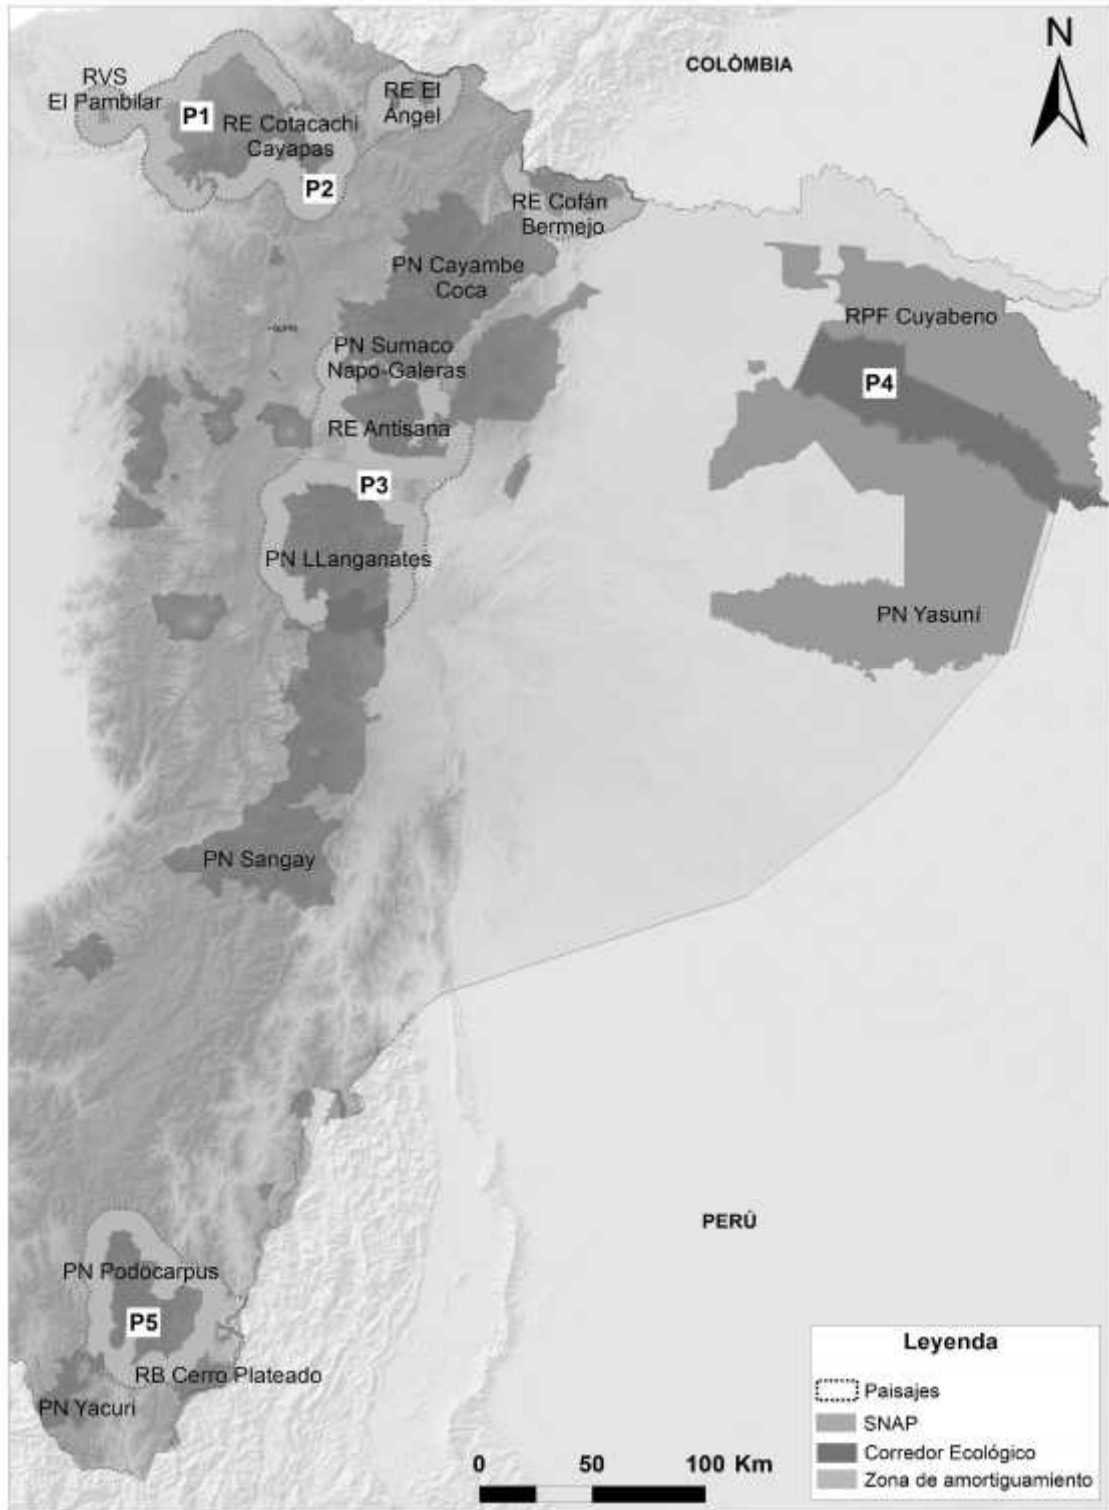 COLÓMBIA
N
RVS
El Pambilar
P1
RE Cotacachi
Cayapas
RE El
Ángel
P2
RE Cofán
Bermejo
PN Cayambe
Coca
PN Sumaco
Napo-Galeras
RE Antisana
RPF Cuyabeno
P4
P3
PN LLanganates
PN Yasuní
PN Sangay
PERÚ
PN Podocarpus
P5
RB Cerro Plateado
PN Yacuri
Leyenda
Paisajes
SNAP
Corredor Ecológico
Zona de amortiguamiento
0 50 100 Km